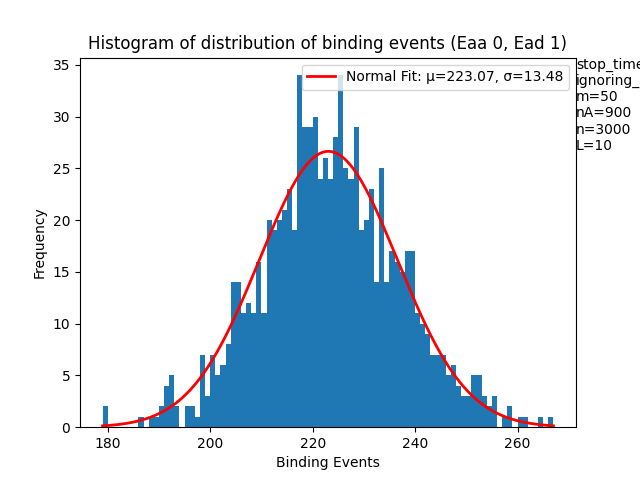 Histogram of distribution of binding events (Eaa 0, Ead 1)
Normal Fit: μ=223.07, σ=13.48
stop_time
ignoring_
m=50
nA=900
n=3000
L=10
Frequency
35
30
25
20
15
10
5
0
180 200 220 240 260
Binding Events